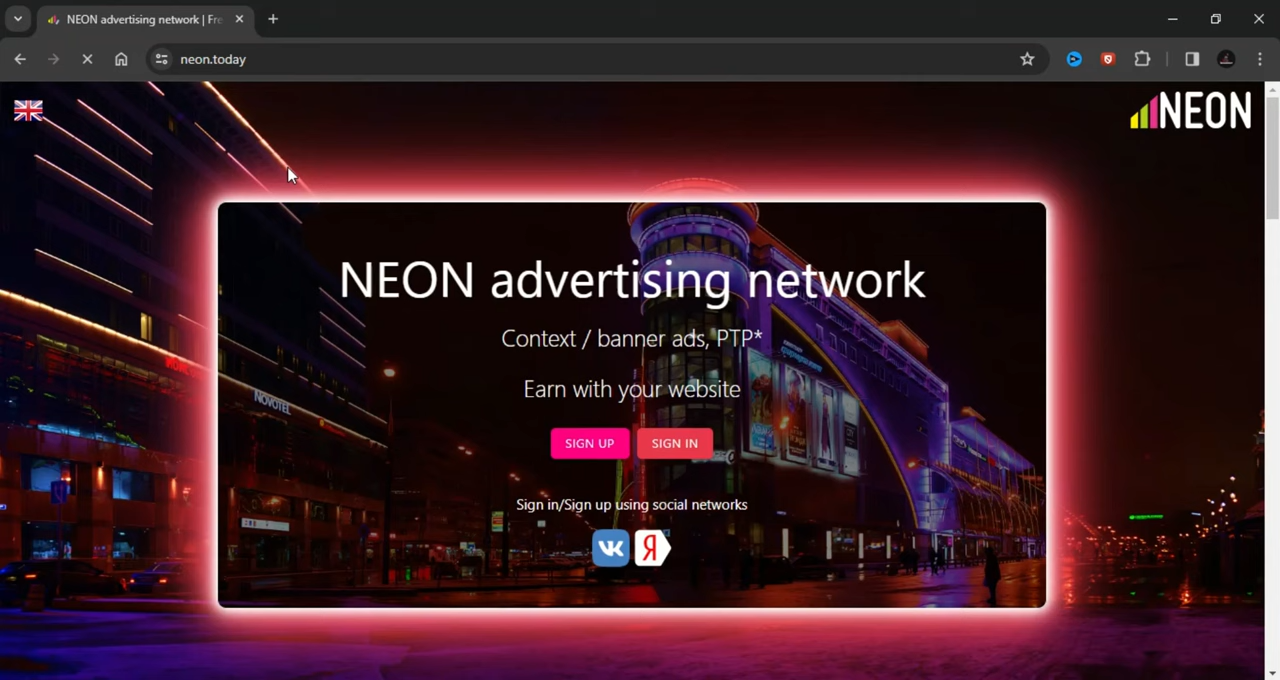 NEON advertising network | Fre
neon.today
NEON
NEON advertising network
Context / banner ads, PTP*
Earn with your website
SIGN UP
SIGN IN
Sign in/Sign up using social networks
Я
NOVOTEL